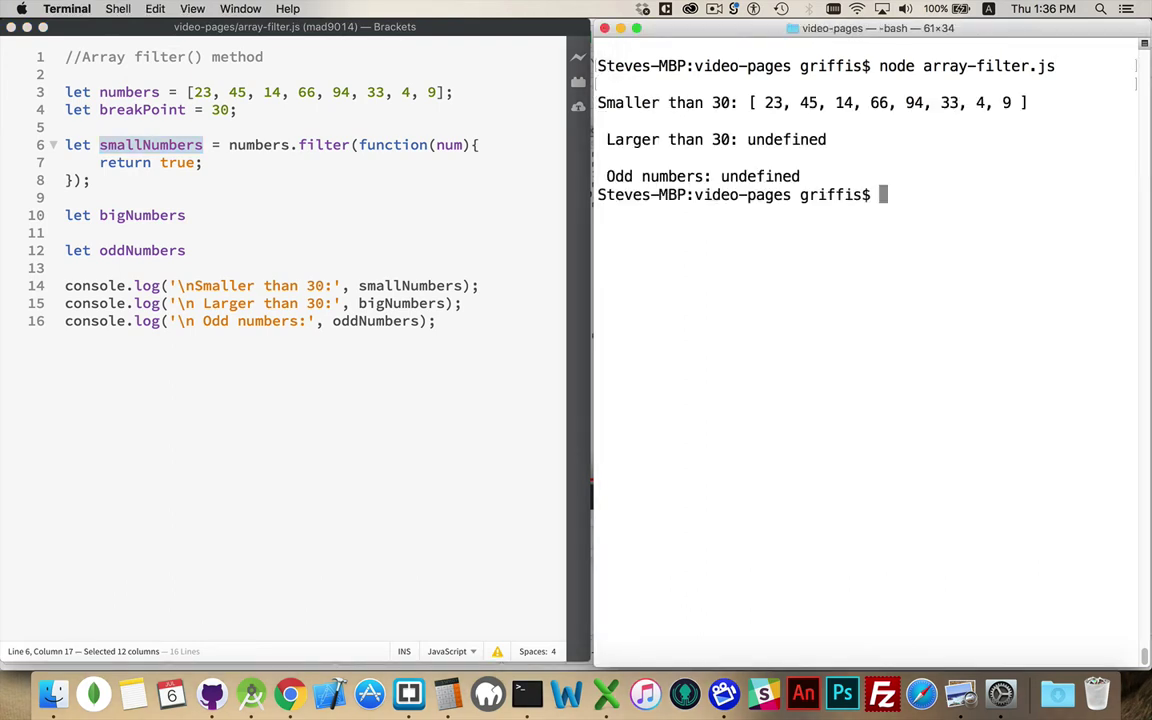 Terminal Shell Edit View Window Help
100% A Thu 1:36 PM
video-pages/array-filter.js (mad9014) — Brackets
1 //Array filter() method
2
3 let numbers = [23, 45, 14, 66, 94, 33, 4, 9];
4 let breakPoint = 30;
5
6 let smallNumbers = numbers.filter(function(num){
7 return true;
8 });
9
10 let bigNumbers
11
12 let oddNumbers
13
14 console.log('\nSmaller than 30:', smallNumbers);
15 console.log('\n Larger than 30:', bigNumbers);
16 console.log('\n Odd numbers:', oddNumbers);
Line 6, Column 17 — Selected 12 columns — 16 Lines
INS JavaScript Spaces: 4
video-pages — -bash — 61×34
Steves-MBP:video-pages griffis$ node array-filter.js
Smaller than 30: [ 23, 45, 14, 66, 94, 33, 4, 9 ]
Larger than 30: undefined
Odd numbers: undefined
Steves-MBP:video-pages griffis$
6 W X S An Ps FZ